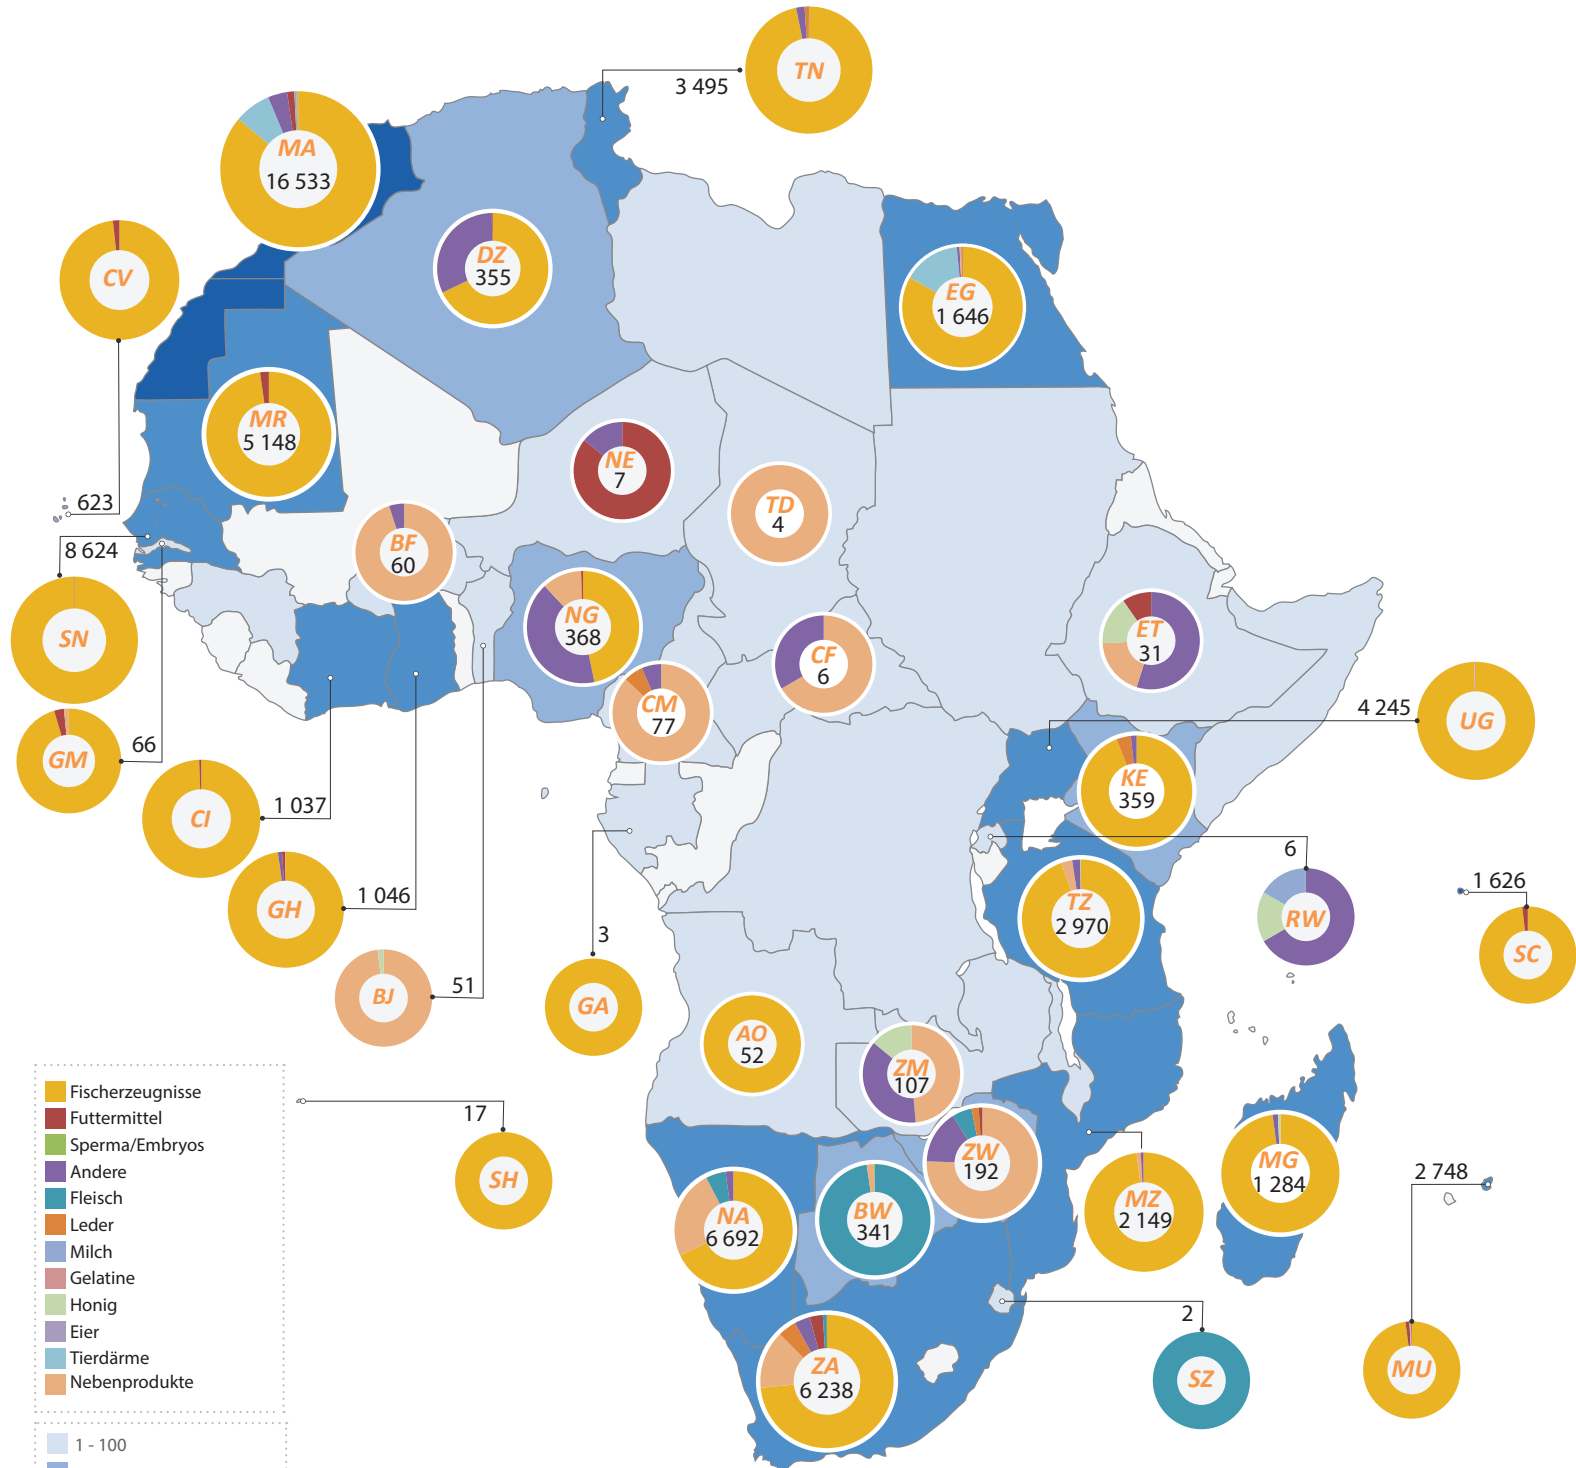 TN
3 495
MA
16 533
CV
DZ
355
EG
1 646
MR
5 148
NE
7
TD
4
623
8 624
BF
60
SN
NG
368
CF
6
ET
31
CM
77
4 245
UG
GM
66
KE
359
CI
1 037
GH
1 046
6
RW
TZ
2 970
1 626
SC
BJ
51
3
GA
AO
52
ZM
107
ZW
192
MZ
2 149
MG
1 284
2 748
MU
17
SH
NA
6 692
BW
341
2
SZ
ZA
6 238
Fischerzeugnisse
Futtermittel
Sperma/Embryos
Andere
Fleisch
Leder
Milch
Gelatine
Honig
Eier
Tierdärme
Nebenprodukte
1 - 100